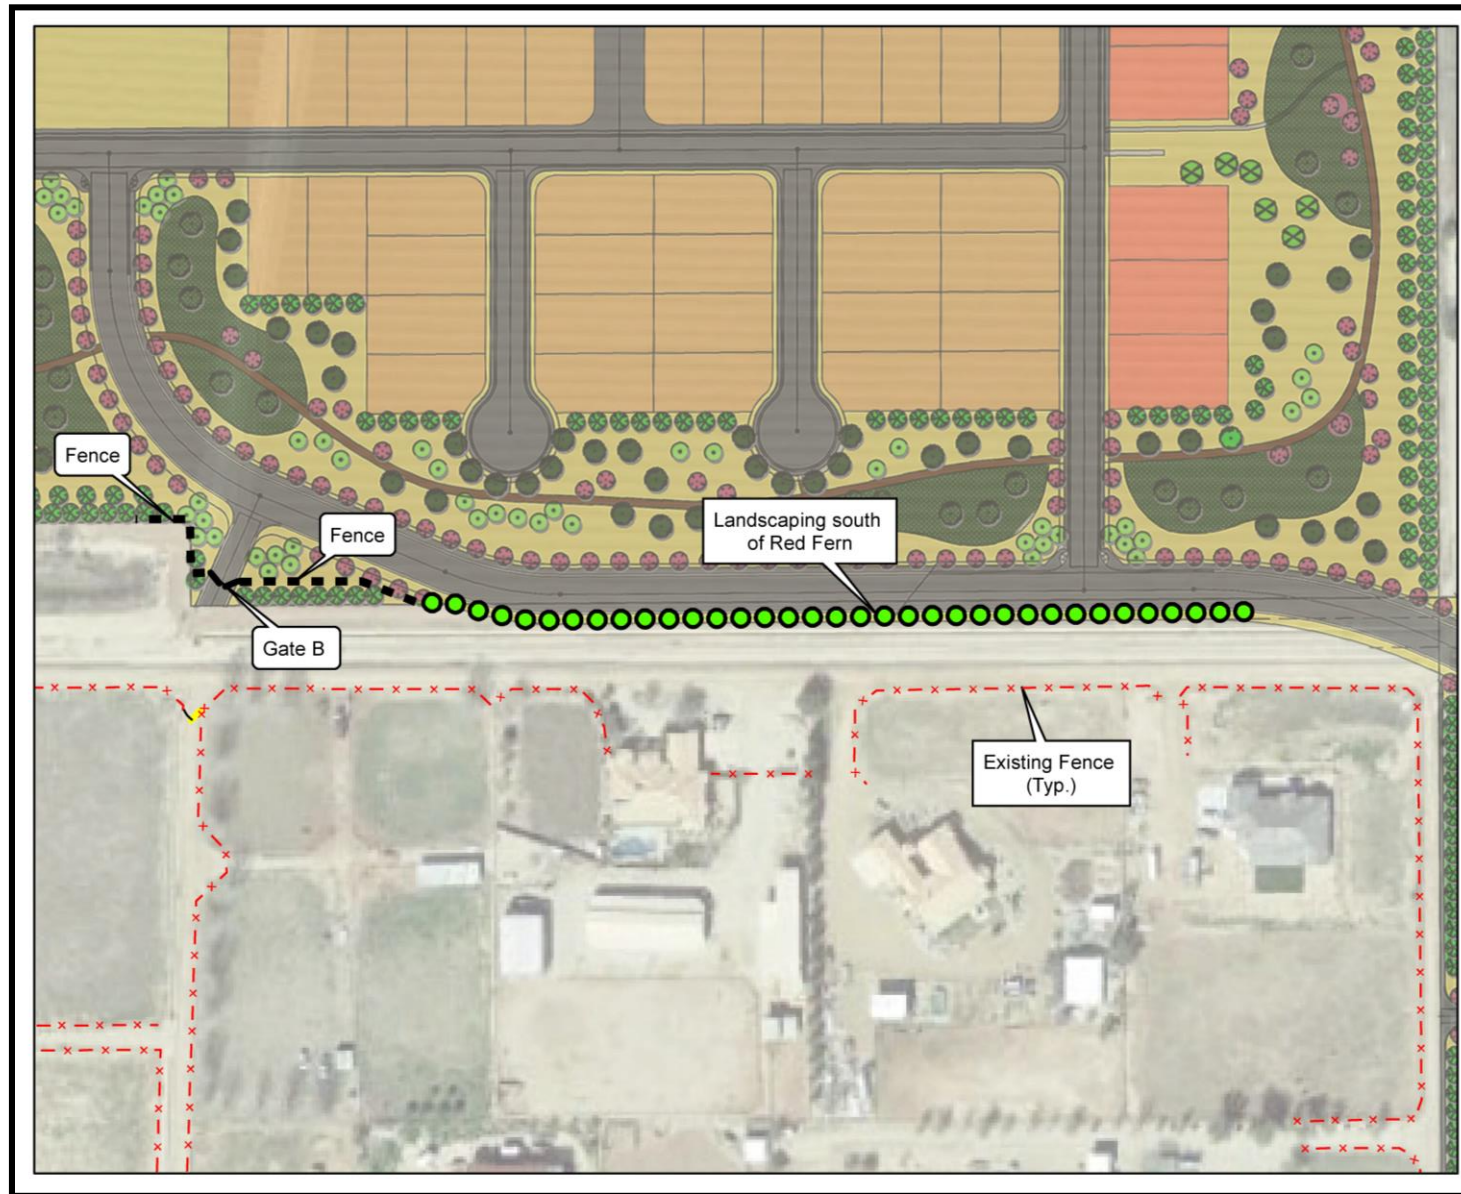 Fence
Landscaping south
of Red Fern
Fence
Gate B
Existing Fence
(Typ.)